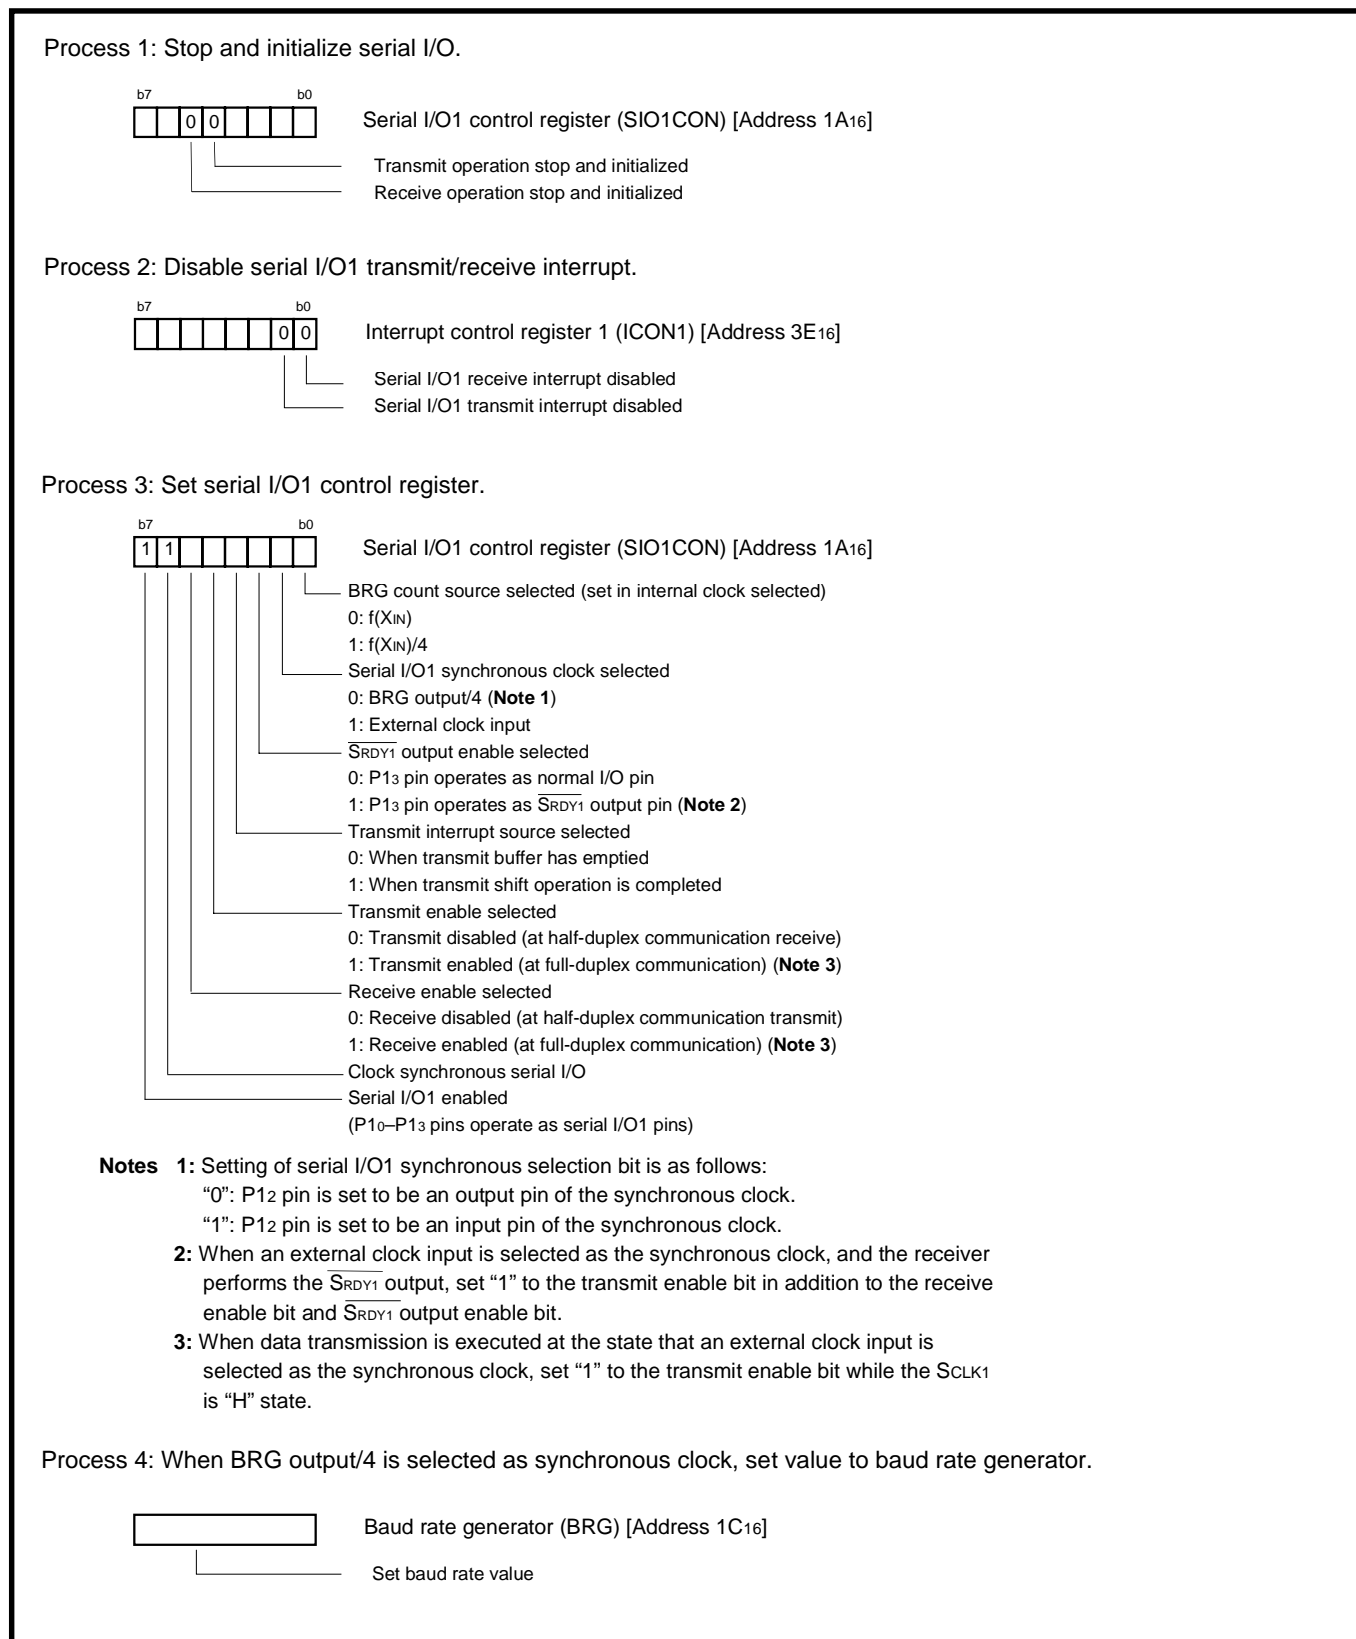 Process 1: Stop and initialize serial I/O.
b7 b0
0 0
Serial I/O1 control register (SIO1CON) [Address 1A16]
Transmit operation stop and initialized
Receive operation stop and initialized
Process 2: Disable serial I/O1 transmit/receive interrupt.
b7 b0
0 0
Interrupt control register 1 (ICON1) [Address 3E16]
Serial I/O1 receive interrupt disabled
Serial I/O1 transmit interrupt disabled
Process 3: Set serial I/O1 control register.
b7 b0
1 1
Serial I/O1 control register (SIO1CON) [Address 1A16]
BRG count source selected (set in internal clock selected)
0: f(XIN)
1: f(XIN)/4
Serial I/O1 synchronous clock selected
0: BRG output/4 (Note 1)
1: External clock input
SRDY1 output enable selected
0: P13 pin operates as normal I/O pin
1: P13 pin operates as SRDY1 output pin (Note 2)
Transmit interrupt source selected
0: When transmit buffer has emptied
1: When transmit shift operation is completed
Transmit enable selected
0: Transmit disabled (at half-duplex communication receive)
1: Transmit enabled (at full-duplex communication) (Note 3)
Receive enable selected
0: Receive disabled (at half-duplex communication transmit)
1: Receive enabled (at full-duplex communication) (Note 3)
Clock synchronous serial I/O
Serial I/O1 enabled
(P10–P13 pins operate as serial I/O1 pins)
Notes 1: Setting of serial I/O1 synchronous selection bit is as follows:
“0”: P12 pin is set to be an output pin of the synchronous clock.
“1”: P12 pin is set to be an input pin of the synchronous clock.
2: When an external clock input is selected as the synchronous clock, and the receiver
performs the SRDY1 output, set “1” to the transmit enable bit in addition to the receive
enable bit and SRDY1 output enable bit.
3: When data transmission is executed at the state that an external clock input is
selected as the synchronous clock, set “1” to the transmit enable bit while the SCLK1
is “H” state.
Process 4: When BRG output/4 is selected as synchronous clock, set value to baud rate generator.
Baud rate generator (BRG) [Address 1C16]
Set baud rate value